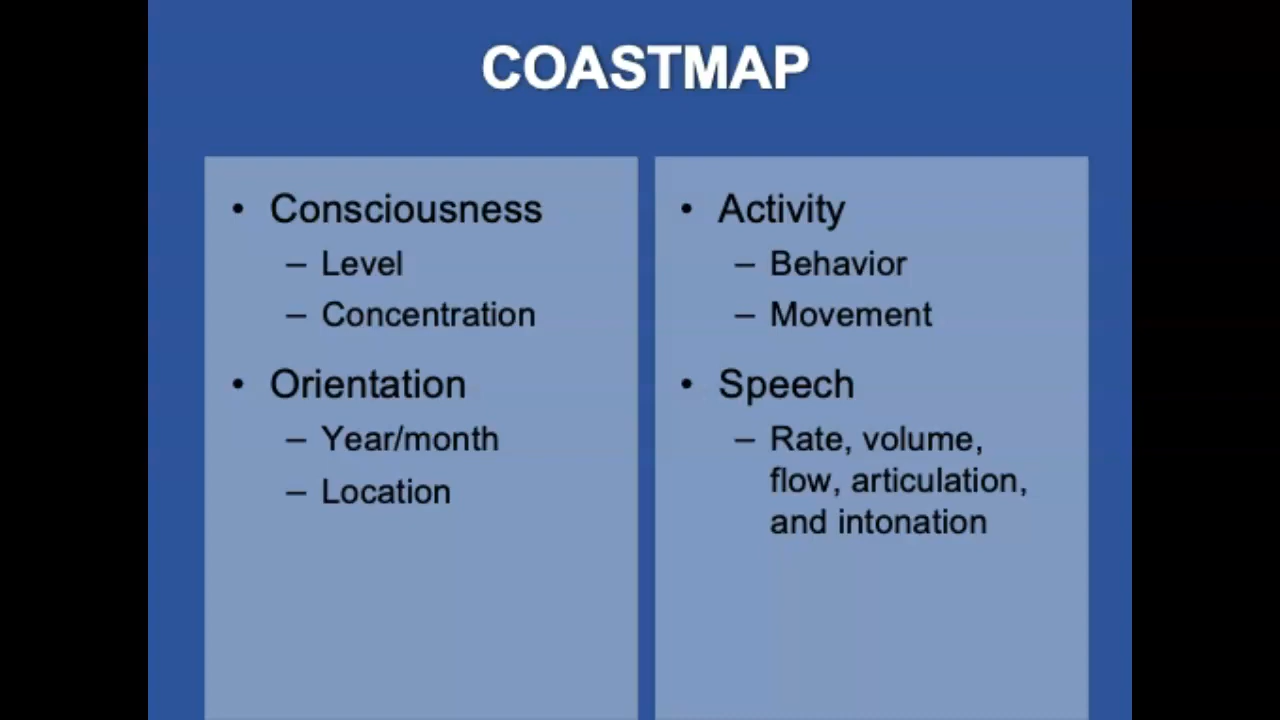 COASTMAP
• Consciousness
– Level
– Concentration
• Orientation
– Year/month
– Location
• Activity
– Behavior
– Movement
• Speech
– Rate, volume,
flow, articulation,
and intonation